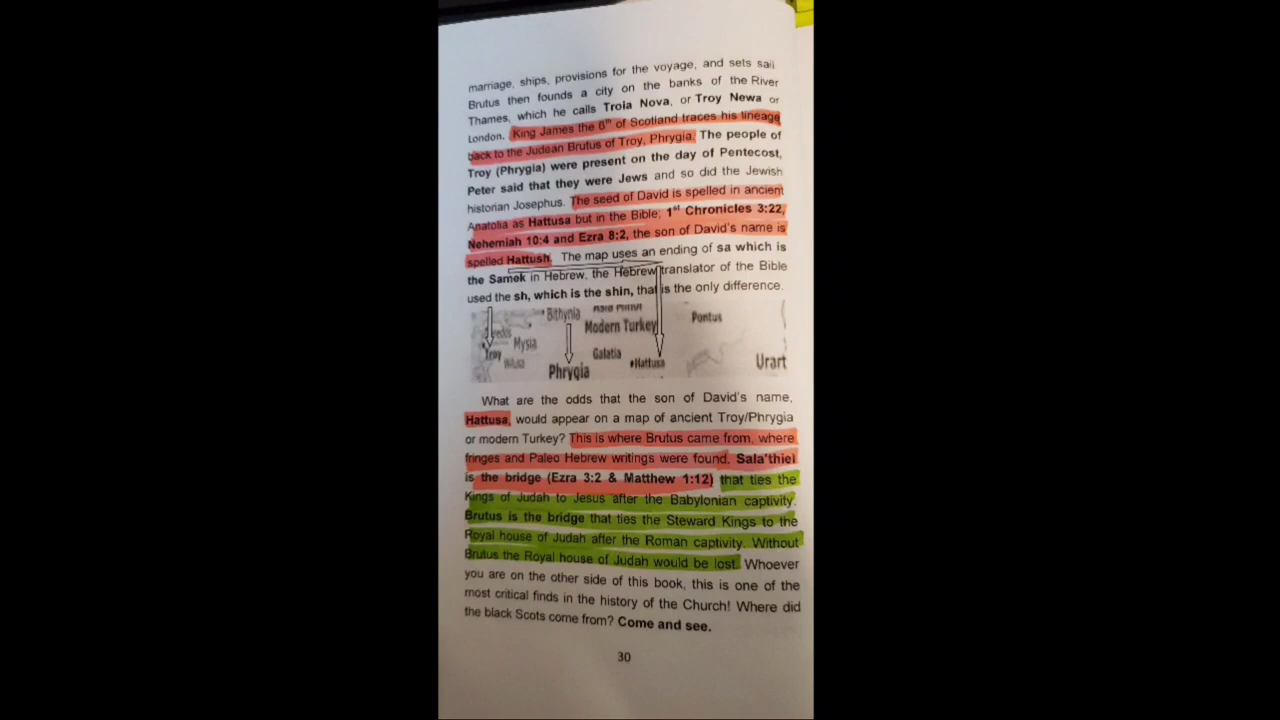 marriage, ships, provisions for the voyage, and sets sail
Brutus then founds a city on the banks of the River
Thames, which he calls Troia Nova, or Troy Newa or
London. King James the 6th of Scotland traces his lineage
back to the Judean Brutus of Troy, Phrygia. The people of
Troy (Phrygia) were present on the day of Pentecost,
Peter said that they were Jews and so did the Jewish
historian Josephus. The seed of David is spelled in ancient
Anatolia as Hattusa but in the Bible; 1st Chronicles 3:22,
Nehemiah 10:4 and Ezra 8:2, the son of David's name is
spelled Hattush. The map uses an ending of sa which is
the Samek in Hebrew, the Hebrew translator of the Bible
used the sh, which is the shin, that is the only difference.
Bithynia
Pontus
Modern Turkey
Mysia
Troy
Galatia
Hattusa
Urart
Phrygia
What are the odds that the son of David's name,
Hattusa, would appear on a map of ancient Troy/Phrygia
or modern Turkey? This is where Brutus came from, where
fringes and Paleo Hebrew writings were found. Sala'thiel
is the bridge (Ezra 3:2 & Matthew 1:12) that ties the
Kings of Judah to Jesus after the Babylonian captivity.
Brutus is the bridge that ties the Steward Kings to the
Royal house of Judah after the Roman captivity. Without
Brutus the Royal house of Judah would be lost. Whoever
you are on the other side of this book, this is one of the
most critical finds in the history of the Church! Where did
the black Scots come from? Come and see.
30